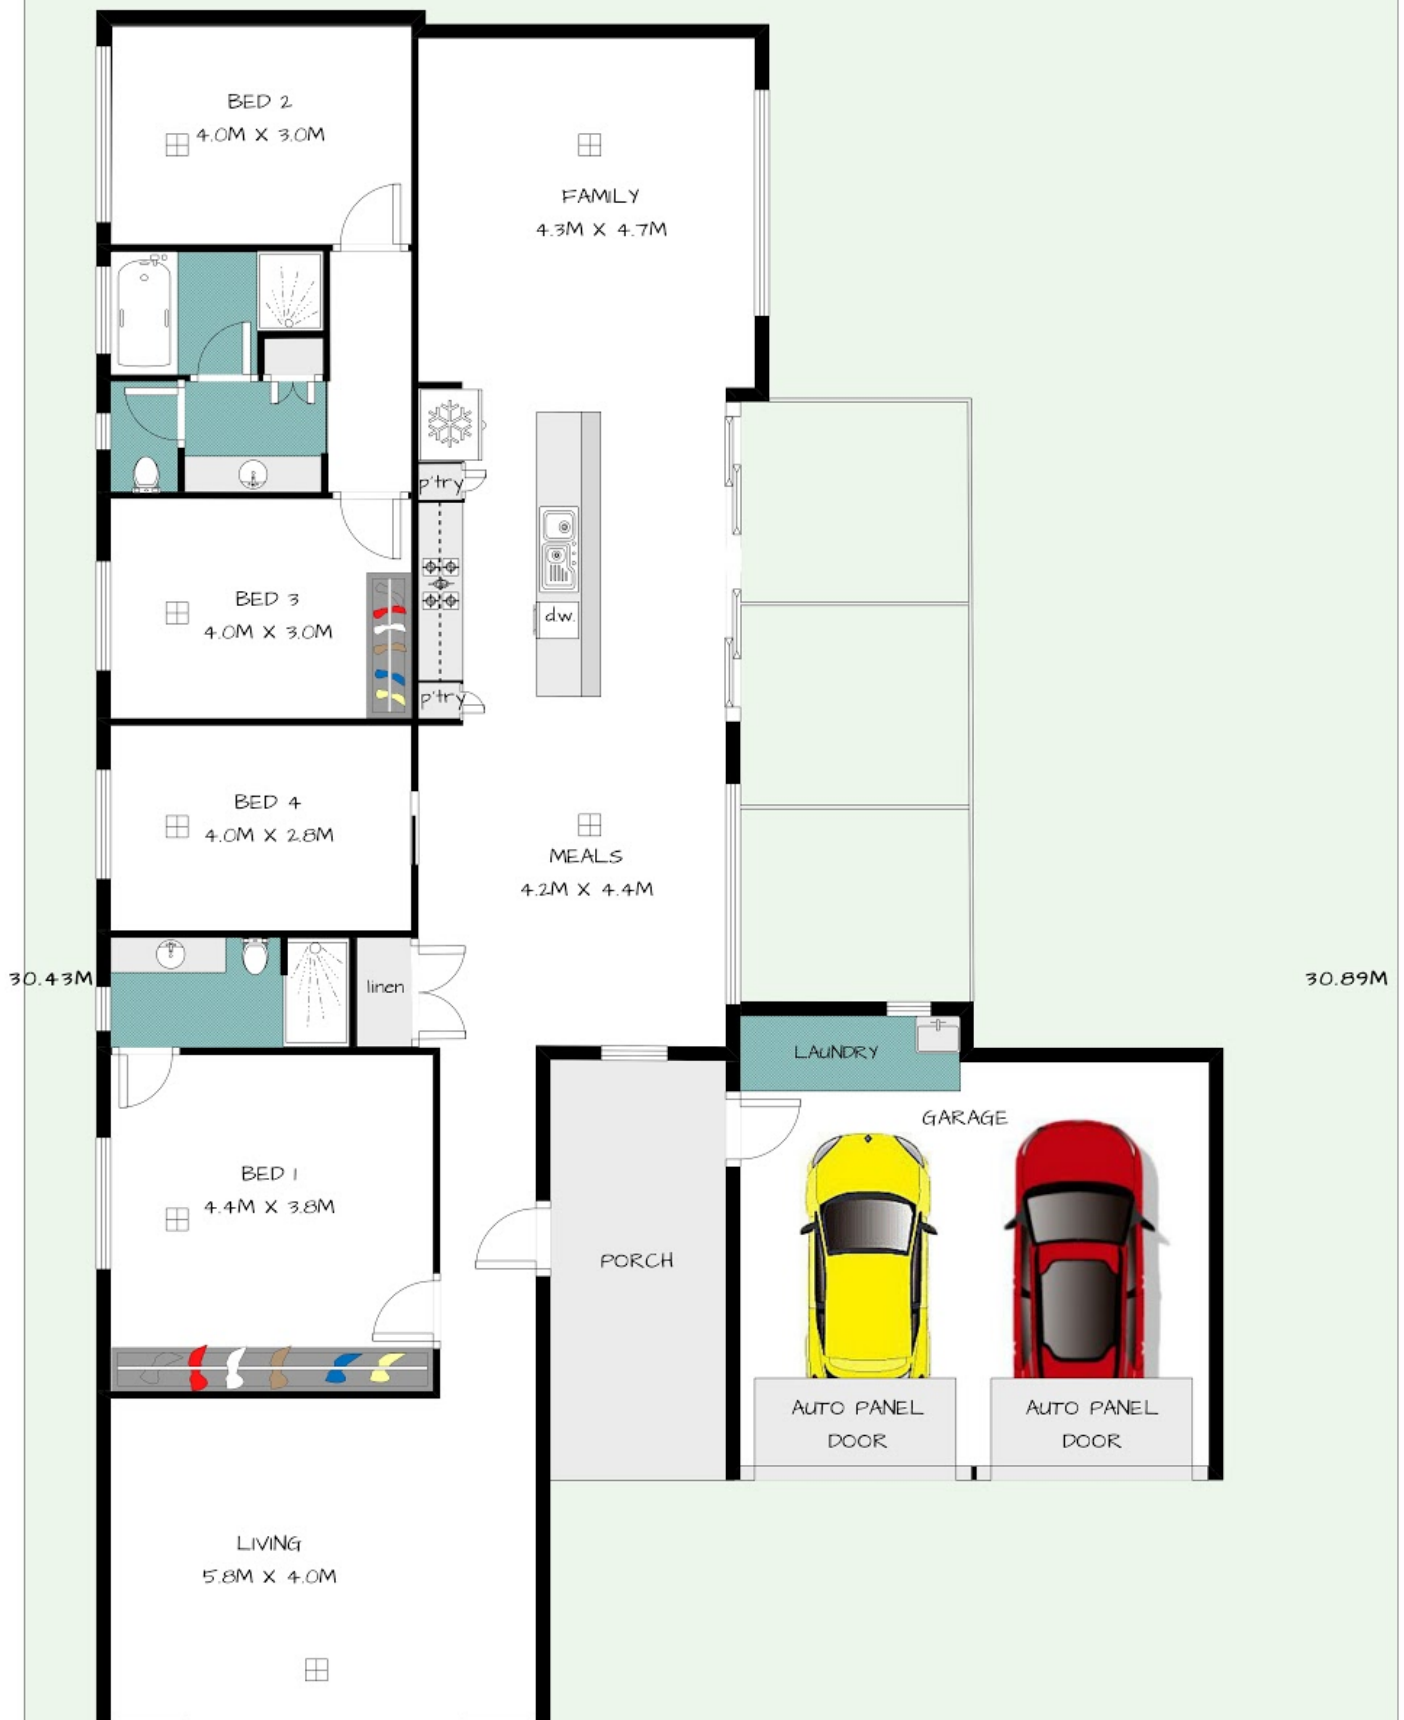 BED 2
4.0M X 3.0M
FAMILY
4.3M X 4.7M
p'try
d.w.
BED 3
4.0M X 3.0M
p'try
BED 4
4.0M X 2.8M
MEALS
4.2M X 4.4M
30.43M
linen
30.89M
LAUNDRY
GARAGE
BED 1
4.4M X 3.8M
PORCH
AUTO PANEL
DOOR
AUTO PANEL
DOOR
LIVING
5.8M X 4.0M